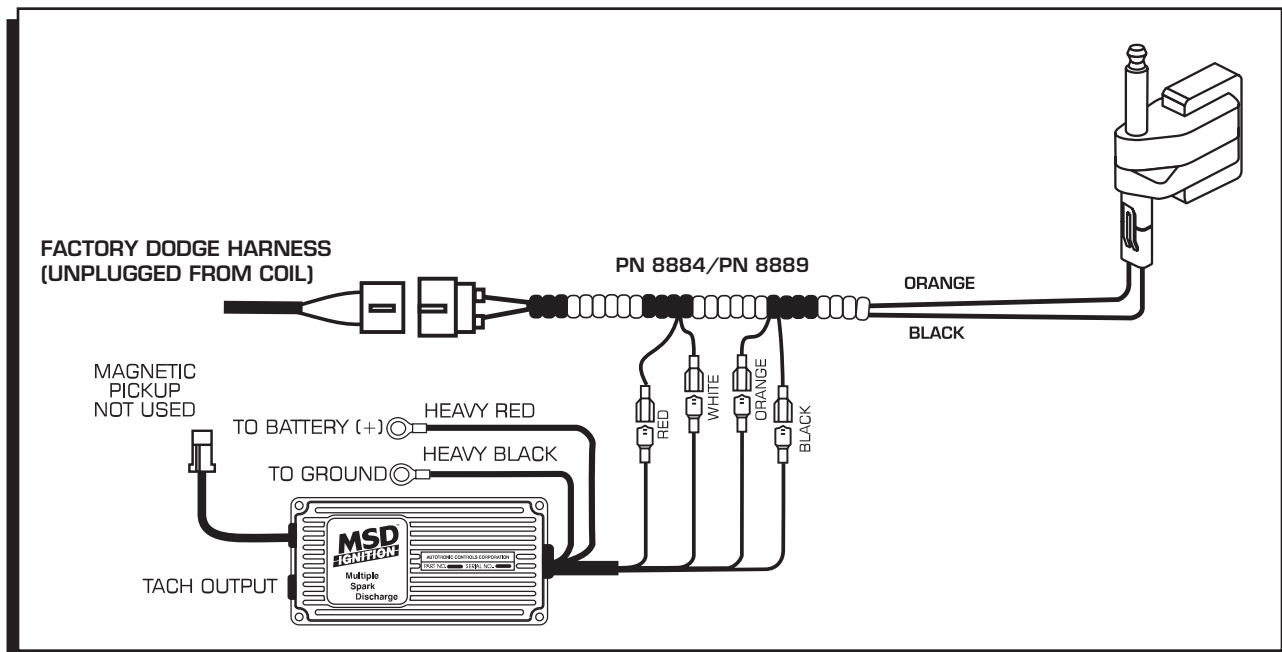 FACTORY DODGE HARNESS
(UNPLUGGED FROM COIL)
PN 8884/PN 8889
ORANGE
BLACK
MAGNETIC
PICKUP
NOT USED
TO BATTERY (+)
HEAVY RED
HEAVY BLACK
TO GROUND
RED
WHITE
ORANGE
BLACK
TACH OUTPUT
MSD
IGNITION
Multiple
Spark
Discharge
AUTOTRONIC CONTROLS CORPORATION
PART NO. SERIAL NO.